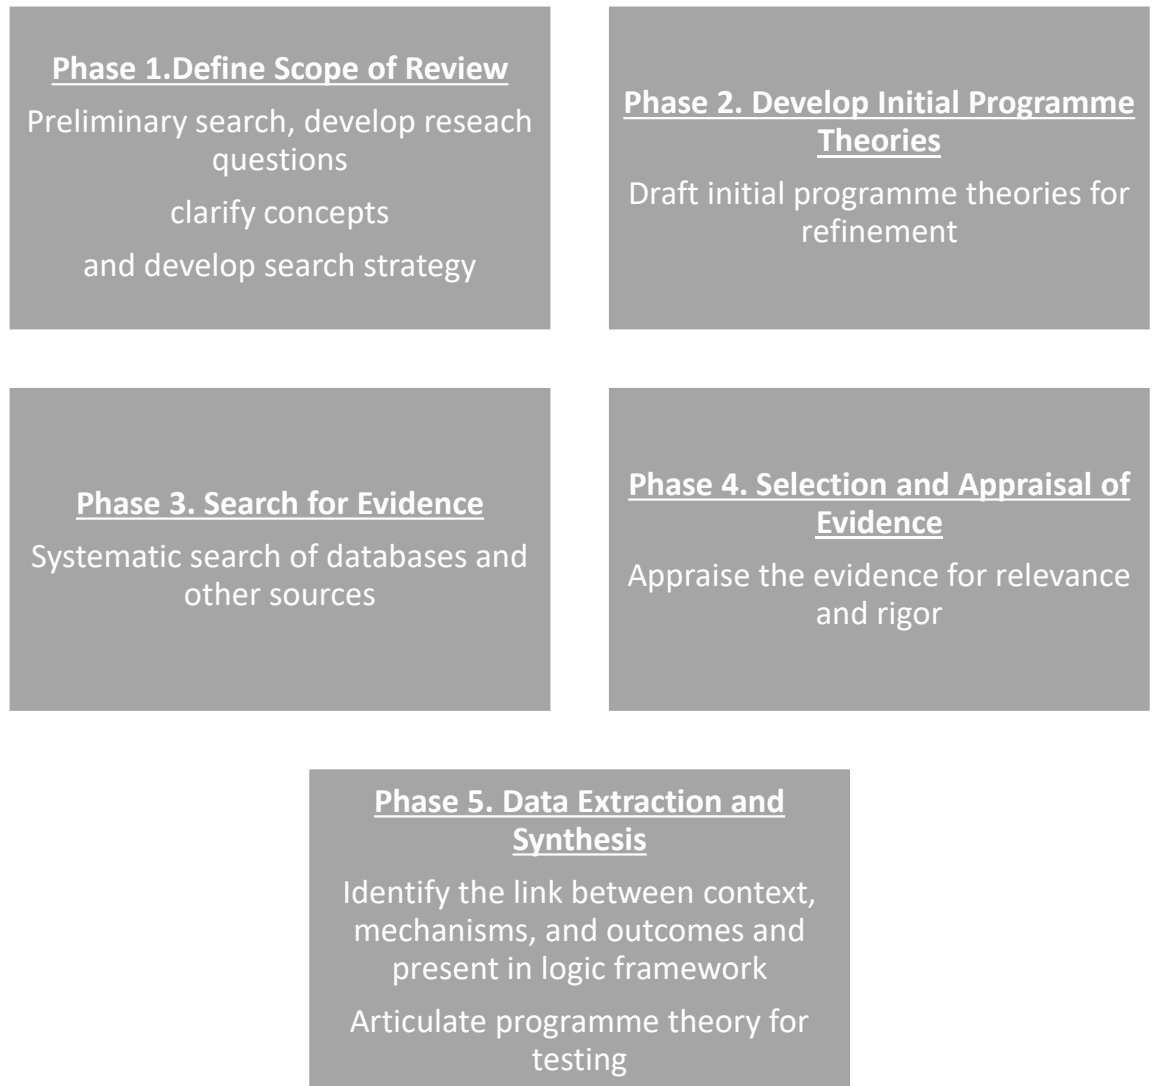 Phase 1.Define Scope of Review
Preliminary search, develop reseach
questions
clarify concepts
and develop search strategy
Phase 2. Develop Initial Programme
Theories
Draft initial programme theories for
refinement
Phase 3. Search for Evidence
Systematic search of databases and
other sources
Phase 4. Selection and Appraisal of
Evidence
Appraise the evidence for relevance
and rigor
Phase 5. Data Extraction and
Synthesis
Identify the link between context,
mechanisms, and outcomes and
present in logic framework
Articulate programme theory for
testing